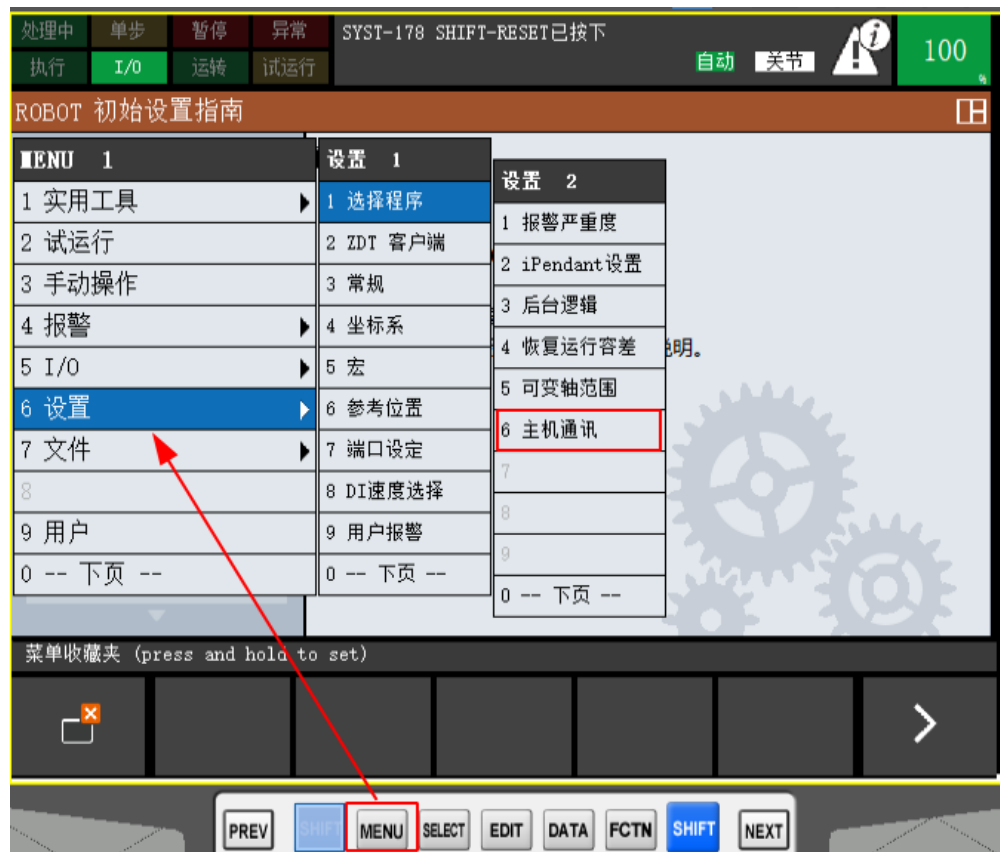 处理中 单步 暂停 异常 SYST-178 SHIFT-RESET已按下
执行 I/O 运转 试运行 自动 关节 100 %
ROBOT 初始设置指南
MENU 1
1 实用工具
2 试运行
3 手动操作
4 报警
5 I/O
6 设置
7 文件
8
9 用户
0 -- 下页 --
设置 1
1 选择程序
2 ZDT 客户端
3 常规
4 坐标系
5 宏
6 参考位置
7 端口设定
8 DI速度选择
9 用户报警
0 -- 下页 --
设置 2
1 报警严重度
2 iPendant设置
3 后台逻辑
4 恢复运行容差
5 可变轴范围
6 主机通讯
7
8
9
0 -- 下页 --
说明。
菜单收藏夹 (press and hold to set)
PREV SHIFT MENU SELECT EDIT DATA FCTN SHIFT NEXT